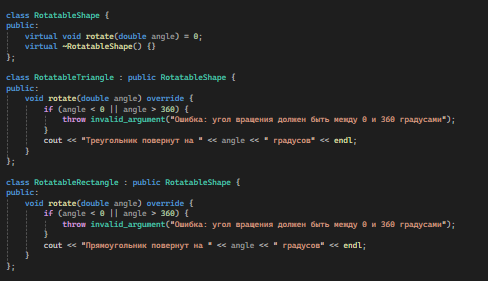 class RotatableShape {
public:
    virtual void rotate(double angle) = 0;
    virtual ~RotatableShape() {}
};
class RotatableTriangle : public RotatableShape {
public:
    void rotate(double angle) override {
        if (angle < 0 || angle > 360) {
            throw invalid_argument("Ошибка: угол вращения должен быть между 0 и 360 градусами");
        }
        cout << "Треугольник повернут на " << angle << " градусов" << endl;
    }
};
class RotatableRectangle : public RotatableShape {
public:
    void rotate(double angle) override {
        if (angle < 0 || angle > 360) {
            throw invalid_argument("Ошибка: угол вращения должен быть между 0 и 360 градусами");
        }
        cout << "Прямоугольник повернут на " << angle << " градусов" << endl;
    }
};